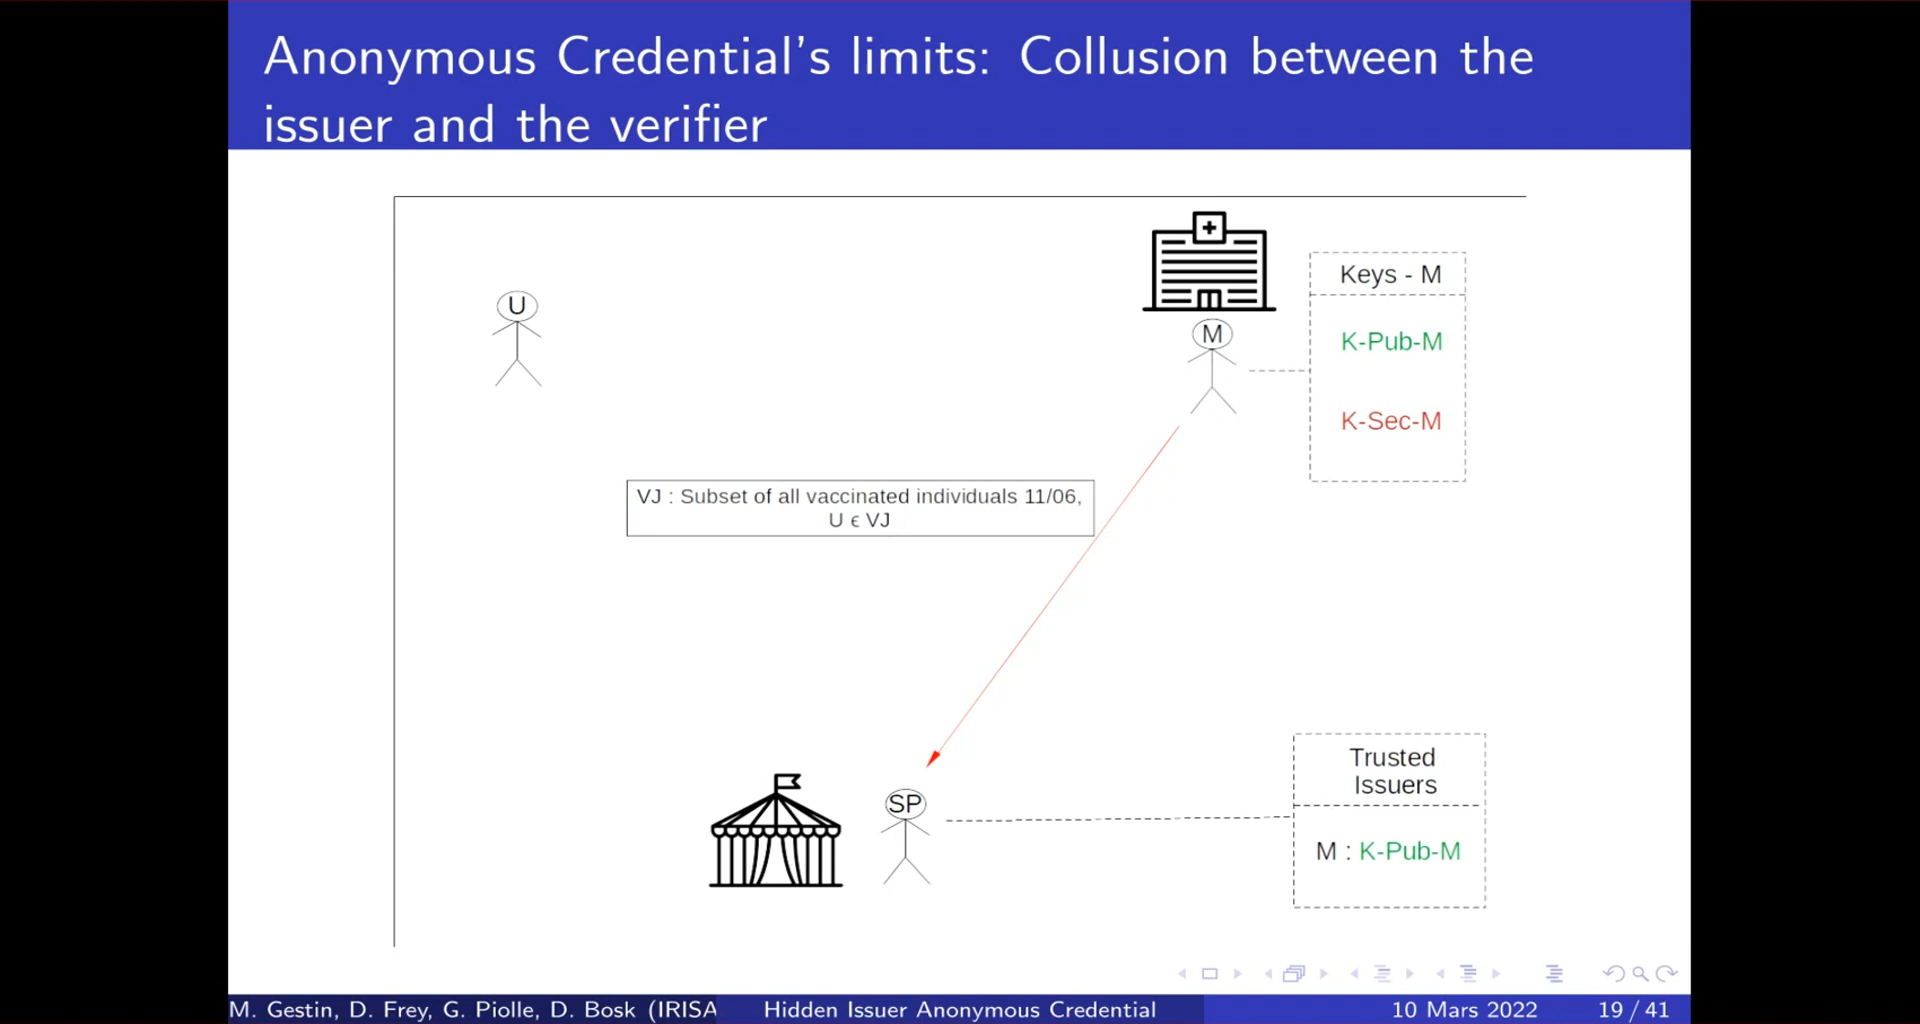 Anonymous Credential's limits: Collusion between the
issuer and the verifier
U
M
Keys - M
K-Pub-M
K-Sec-M
VJ : Subset of all vaccinated individuals 11/06,
U ϵ VJ
SP
Trusted
Issuers
M : K-Pub-M
M. Gestin, D. Frey, G. Piolle, D. Bosk (IRISA
Hidden Issuer Anonymous Credential
10 Mars 2022
19 / 41